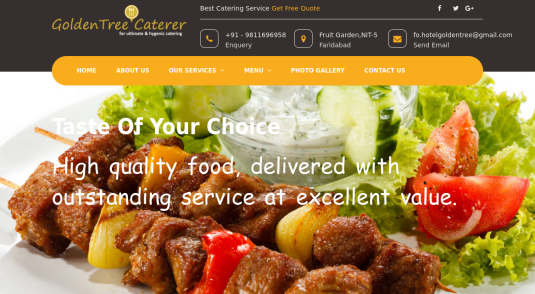 GoldenTree Caterer
for ultimate & hygenic catering
Best Catering Service Get Free Quote
+91 - 9811696958
Enquery
Fruit Garden,NIT-5
Faridabad
fo.hotelgoldentree@gmail.com
Send Email
HOME ABOUT US OUR SERVICES MENU PHOTO GALLERY CONTACT US
Taste Of Your Choice
High quality food, delivered with
outstanding service at excellent value.